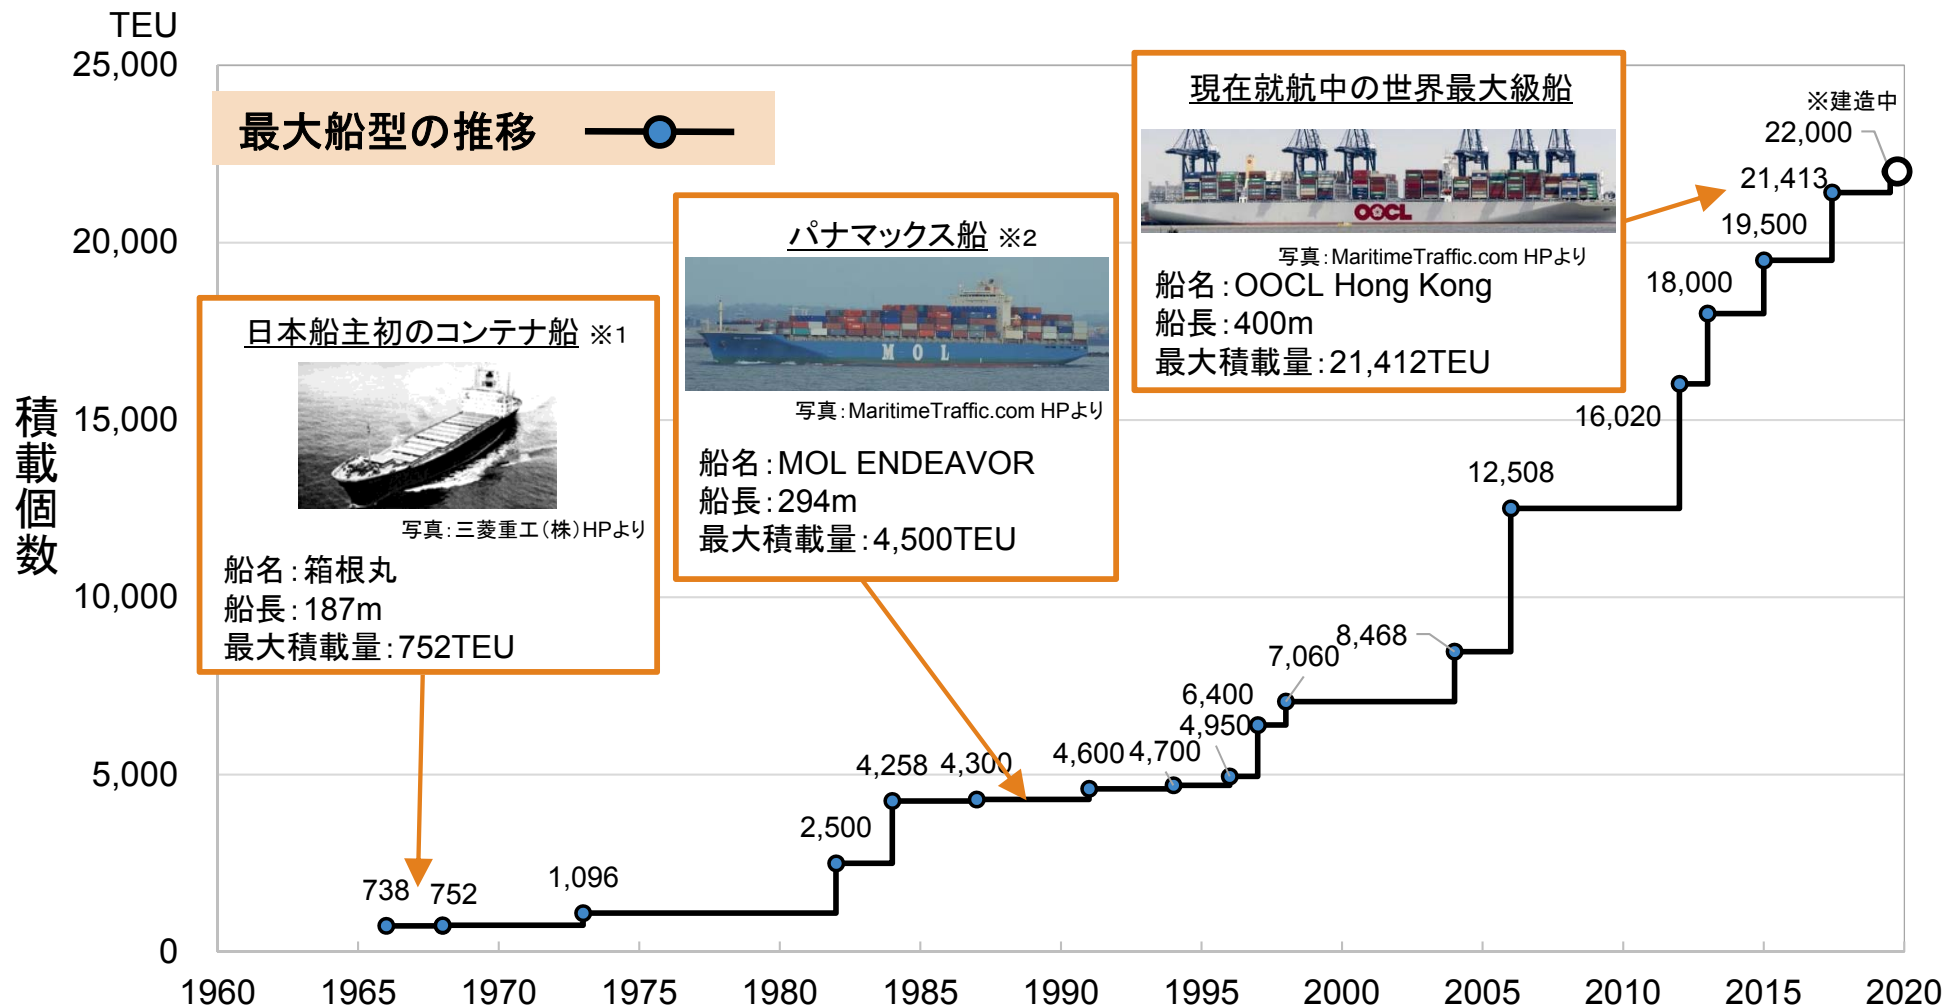 TEU
25,000
20,000
15,000
10,000
5,000
0
積載個数
最大船型の推移
日本船主初のコンテナ船 ※1
写真:三菱重工(株)HPより
船名:箱根丸
船長:187m
最大積載量:752TEU
パナマックス船 ※2
MOL
写真:MaritimeTraffic.com HPより
船名:MOL ENDEAVOR
船長:294m
最大積載量:4,500TEU
現在就航中の世界最大級船
OOCL
写真:MaritimeTraffic.com HPより
船名:OOCL Hong Kong
船長:400m
最大積載量:21,412TEU
※建造中
22,000
21,413
19,500
18,000
16,020
12,508
8,468
7,060
6,400
4,950
4,700
4,600
4,300
4,258
2,500
1,096
752
738
1960 1965 1970 1975 1980 1985 1990 1995 2000 2005 2010 2015 2020